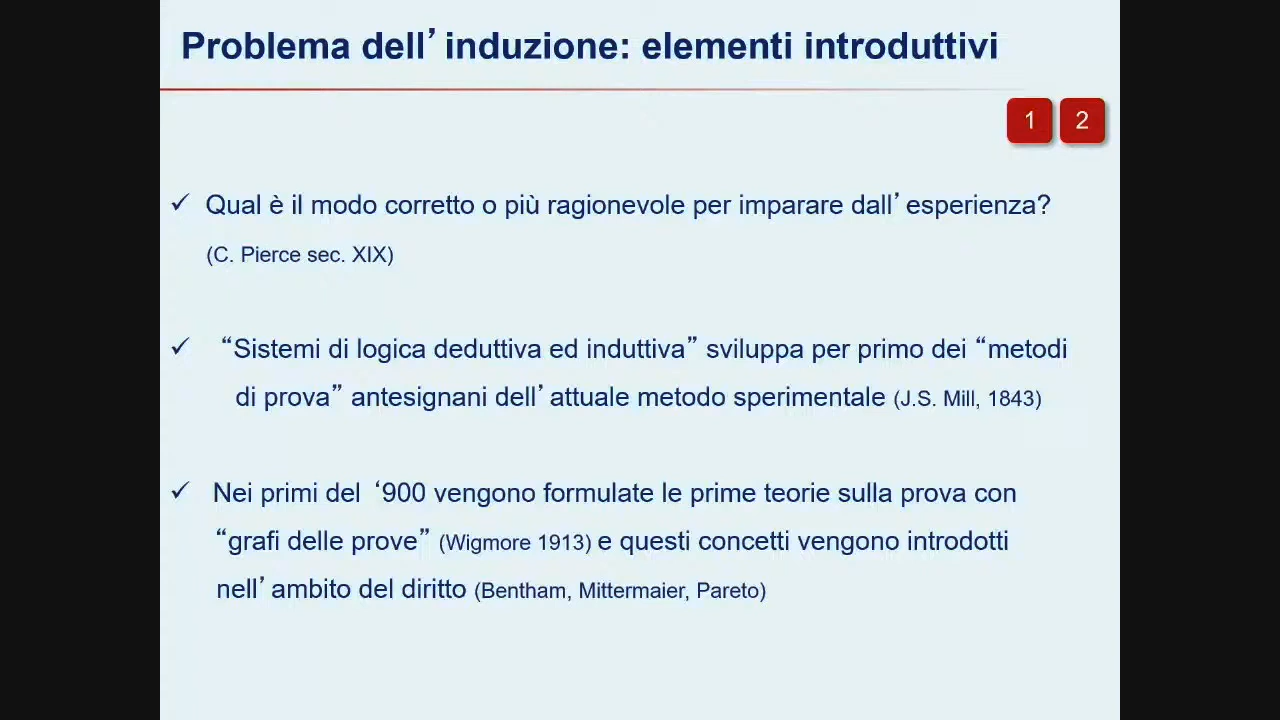 Problema dell’induzione: elementi introduttivi
1 2
✓ Qual è il modo corretto o più ragionevole per imparare dall’esperienza?
(C. Pierce sec. XIX)
✓ “Sistemi di logica deduttiva ed induttiva” sviluppa per primo dei “metodi
di prova” antesignani dell’attuale metodo sperimentale (J.S. Mill, 1843)
✓ Nei primi del ‘900 vengono formulate le prime teorie sulla prova con
“grafi delle prove” (Wigmore 1913) e questi concetti vengono introdotti
nell’ambito del diritto (Bentham, Mittermaier, Pareto)